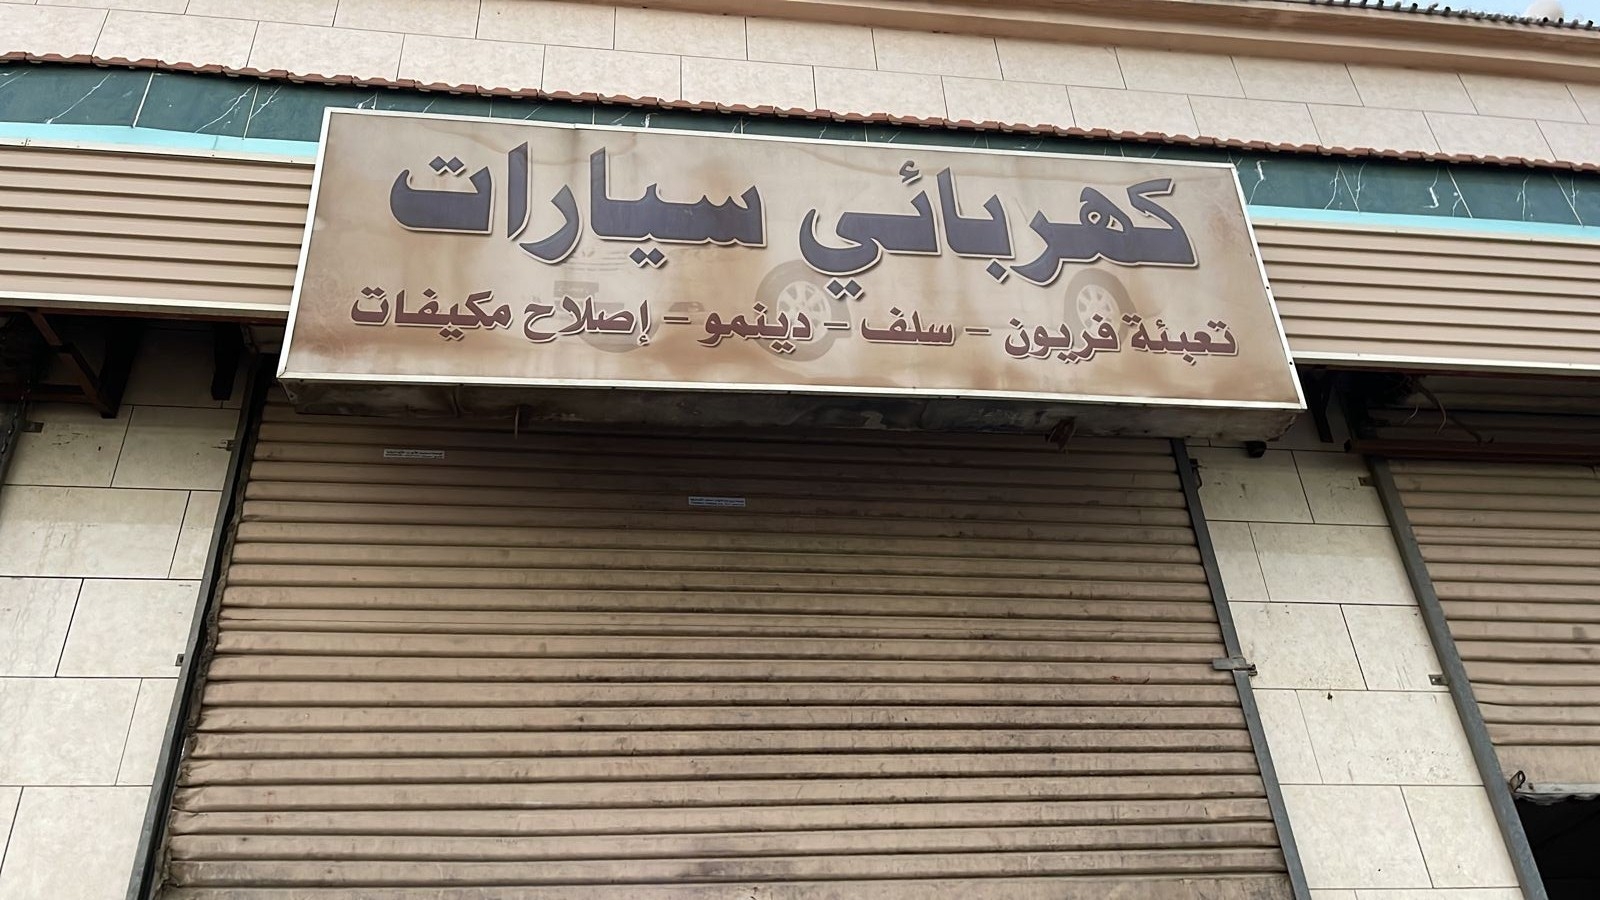 كهربائي سيارات
تعبئة فريون - سلف - دينمو - إصلاح مكيفات